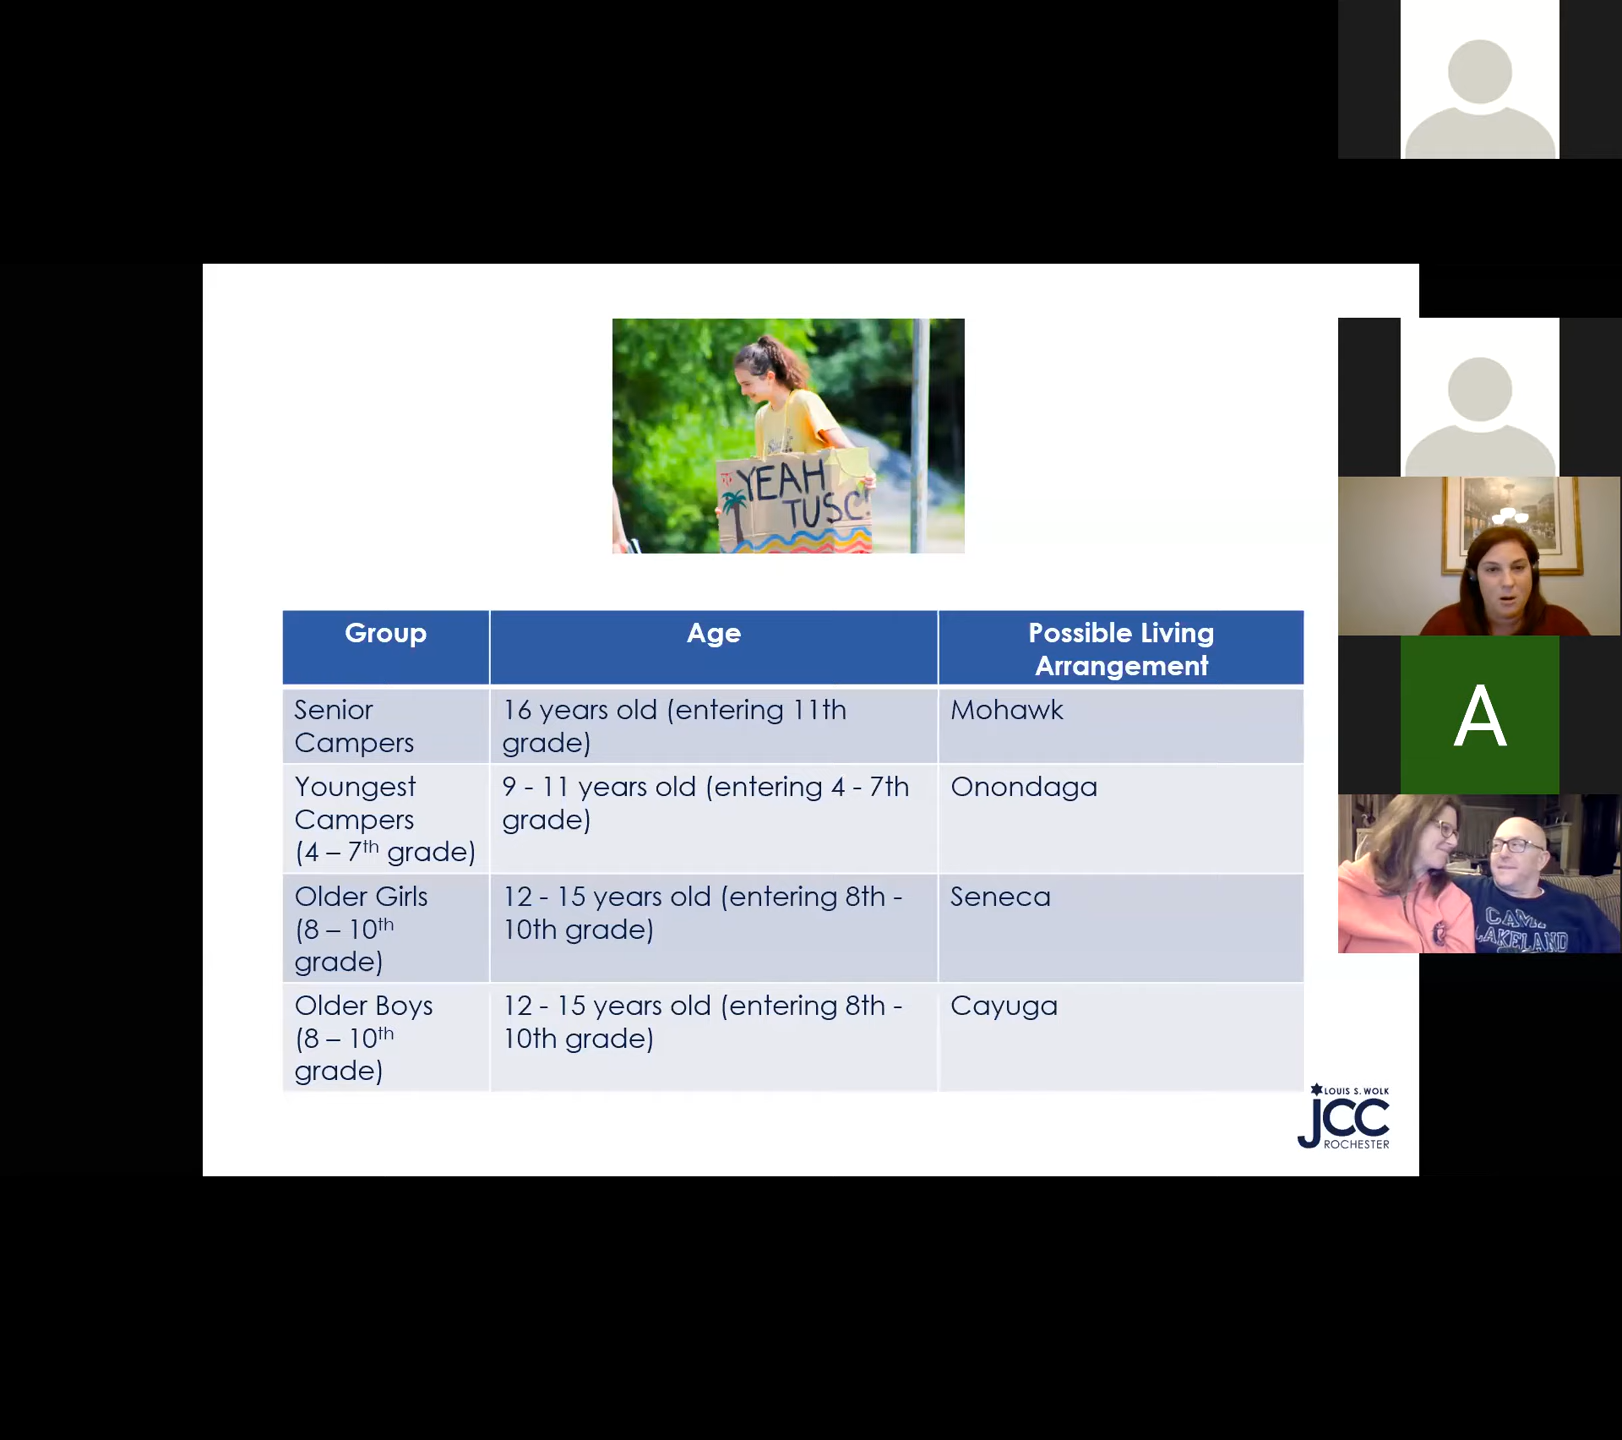 YEAH
TUSC!
Group
Age
Possible Living
Arrangement
Senior
Campers
16 years old (entering 11th
grade)
Mohawk
Youngest
Campers
(4 – 7th grade)
9 - 11 years old (entering 4 - 7th
grade)
Onondaga
Older Girls
(8 – 10th
grade)
12 - 15 years old (entering 8th -
10th grade)
Seneca
Older Boys
(8 – 10th
grade)
12 - 15 years old (entering 8th -
10th grade)
Cayuga
LOUIS S. WOLK
JCC
ROCHESTER
A
CAMP
LAKELAND